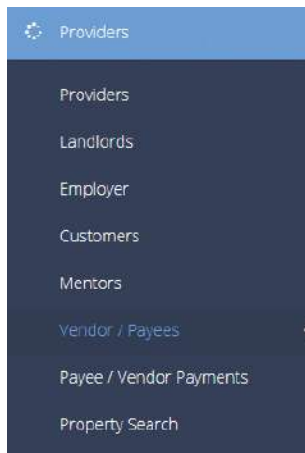 Providers
Providers
Landlords
Employer
Customers
Mentors
Vendor / Payees
Payee / Vendor Payments
Property Search